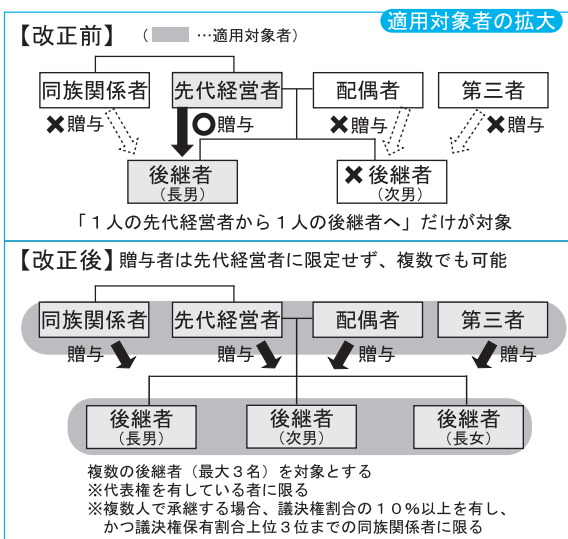 適用対象者の拡大
【改正前】 ( …適用対象者)
同族関係者 先代経営者 配偶者 第三者
×贈与 ○贈与 ×贈与 ×贈与
後継者 ×後継者
(長男) (次男)
「1人の先代経営者から1人の後継者へ」だけが対象
【改正後】贈与者は先代経営者に限定せず、複数でも可能
同族関係者 先代経営者 配偶者 第三者
贈与 贈与 贈与 贈与
後継者 後継者 後継者
(長男) (次男) (長女)
複数の後継者(最大3名)を対象とする
※代表権を有している者に限る
※複数人で承継する場合、議決権割合の10%以上を有し、
かつ議決権保有割合上位3位までの同族関係者に限る